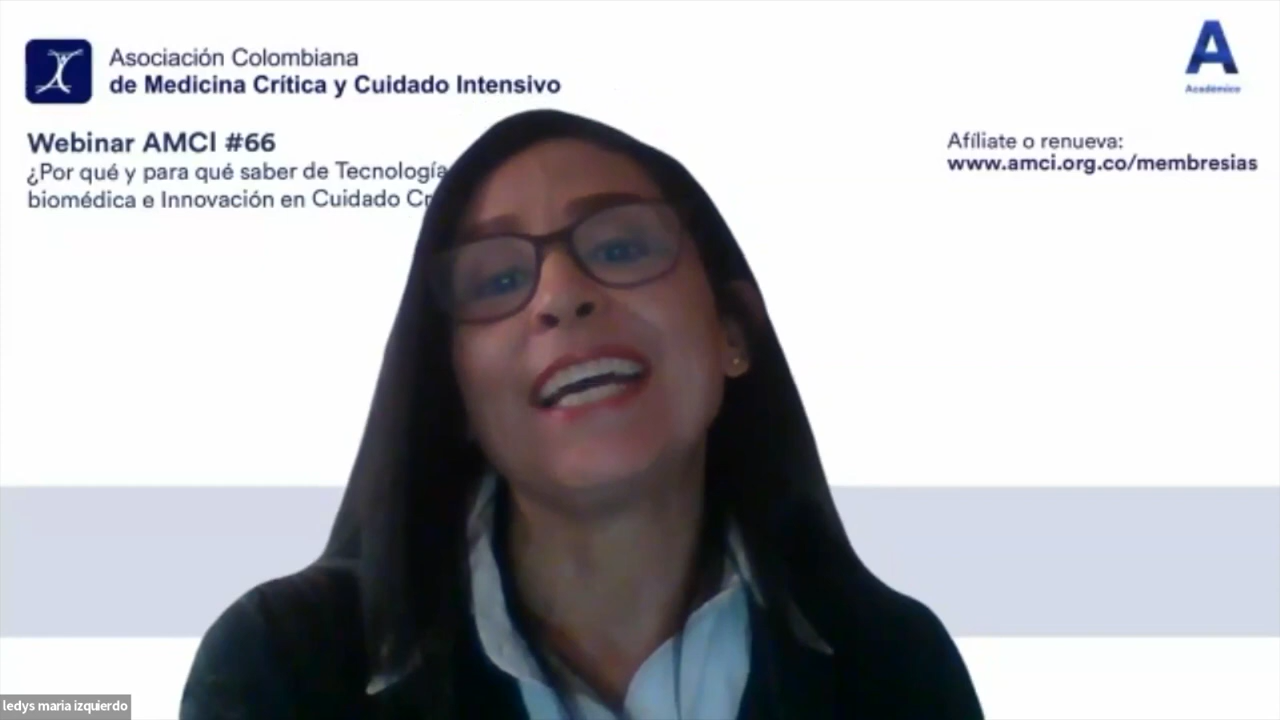 Asociación Colombiana
de Medicina Crítica y Cuidado Intensivo
A
Académico
Webinar AMCI #66
¿Por qué y para qué saber de Tecnología
biomédica e Innovación en Cuidado Cr
Afíliate o renueva:
www.amci.org.co/membresias
ledys maria izquierdo